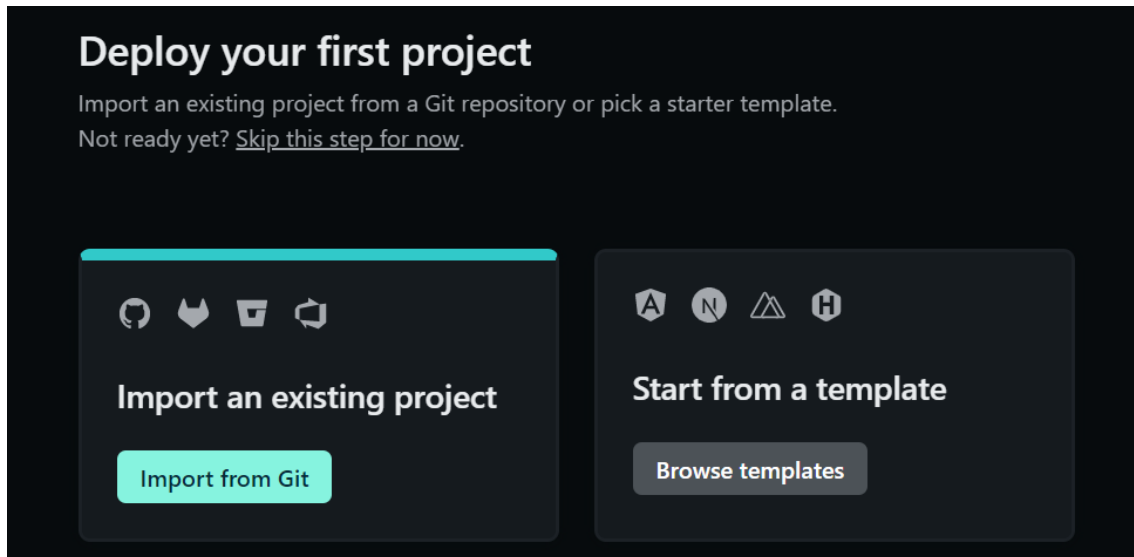 Deploy your first project
Import an existing project from a Git repository or pick a starter template.
Not ready yet? Skip this step for now.
Import an existing project
Import from Git
Start from a template
Browse templates